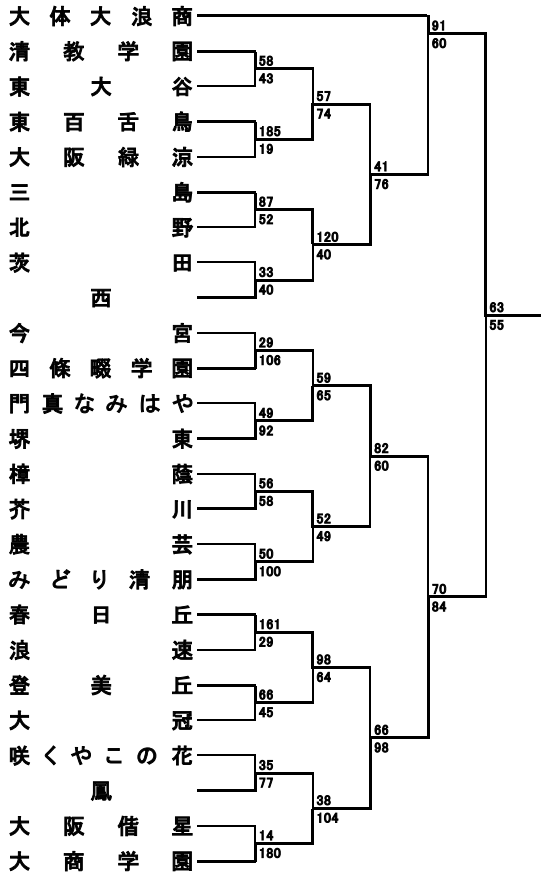 大体大浪商
91
60
清教学園
58
43
東大谷
57
74
東百舌鳥
185
19
大阪緑涼
41
76
三島
87
52
北野
120
40
茨田
33
40
西
63
55
今宮
29
106
四條畷学園
59
65
門真なみはや
49
92
堺東
82
60
樟蔭
56
58
芥川
52
49
農芸
50
100
みどり清朋
70
84
春日丘
161
29
浪速
98
64
登美丘
66
45
大冠
66
98
咲くやこの花
35
77
鳳
38
104
大阪偕星
14
180
大商学園